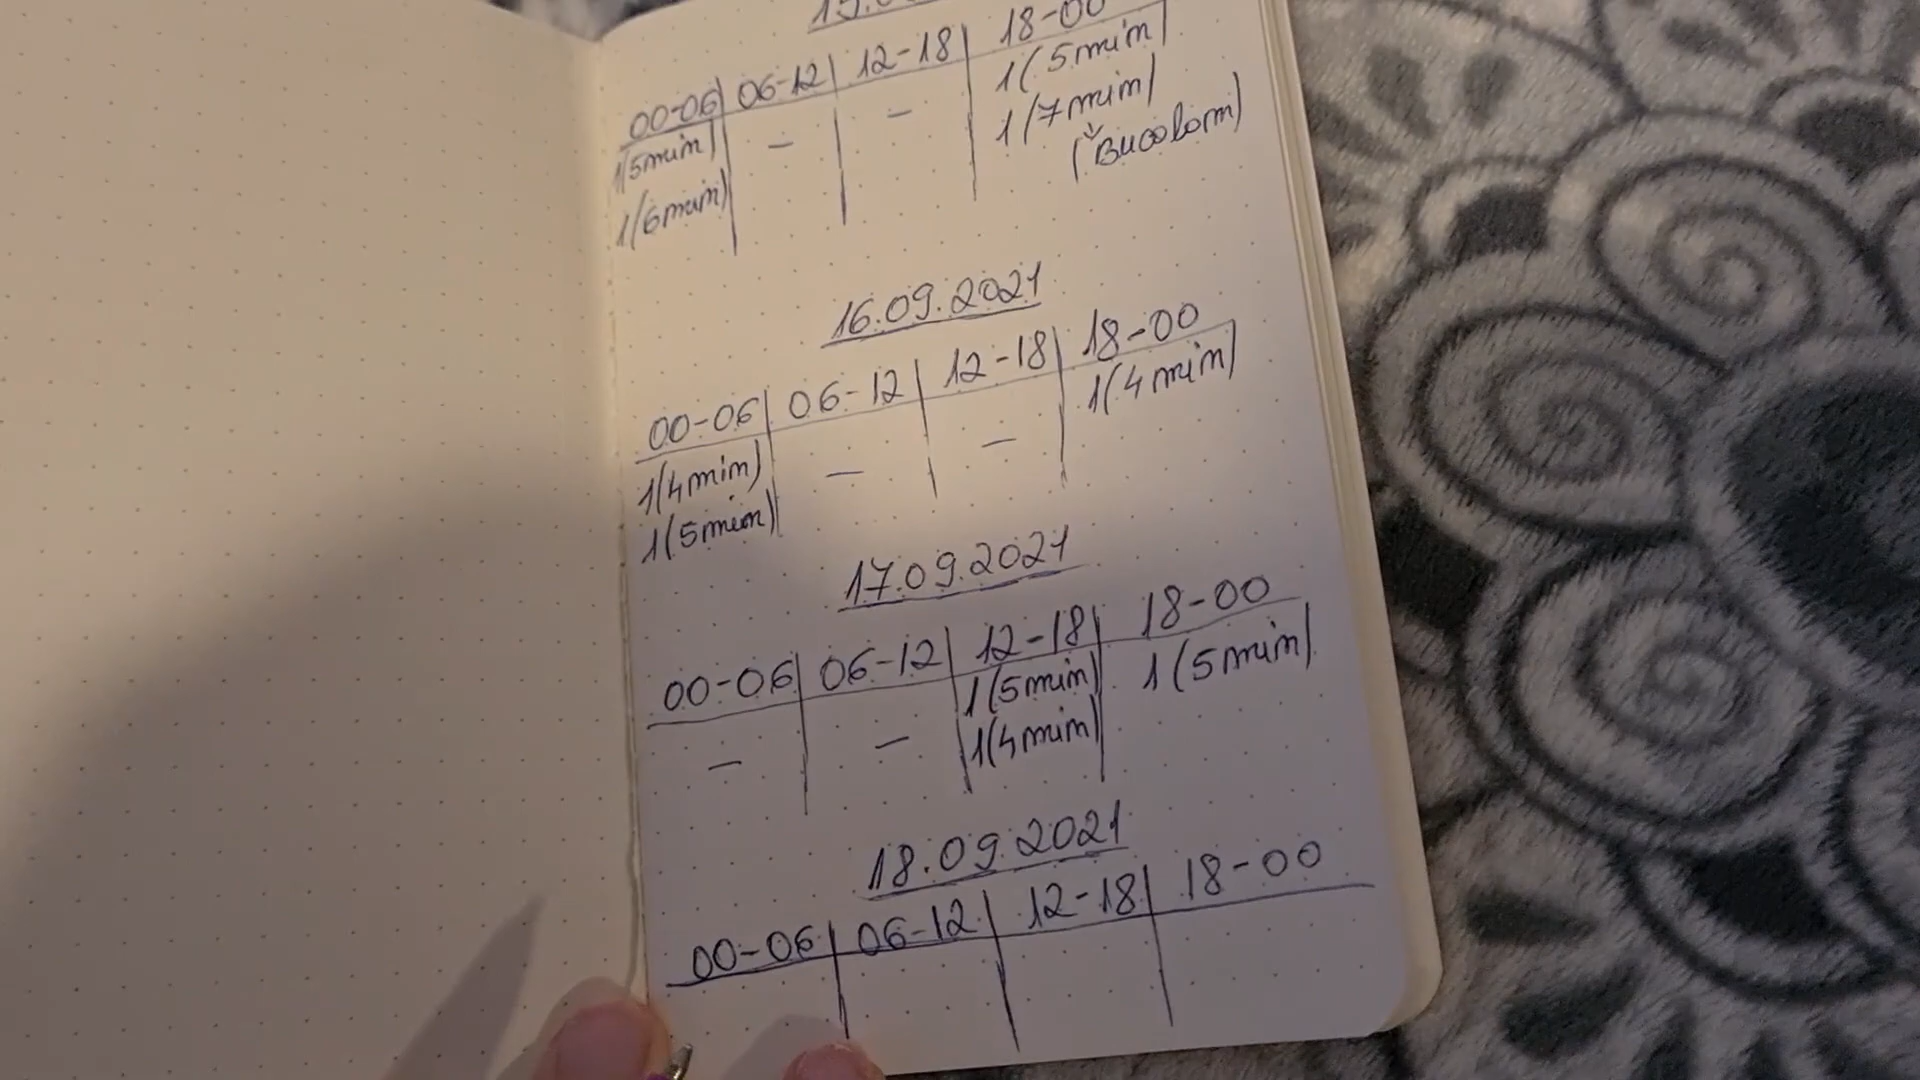 00-06 | 06-12 | 12-18 | 18-00
1(5min) | - | - | 1(5min)
1(6min) 1(7min)
16.09.2021
00-06 | 06-12 | 12-18 | 18-00
1(4min) | - | - | 1(4min)
1(5min)
17.09.2021
00-06 | 06-12 | 12-18 | 18-00
- | - | 1(5min) | 1(5min)
1(4min)
18.09.2021
00-06 | 06-12 | 12-18 | 18-00